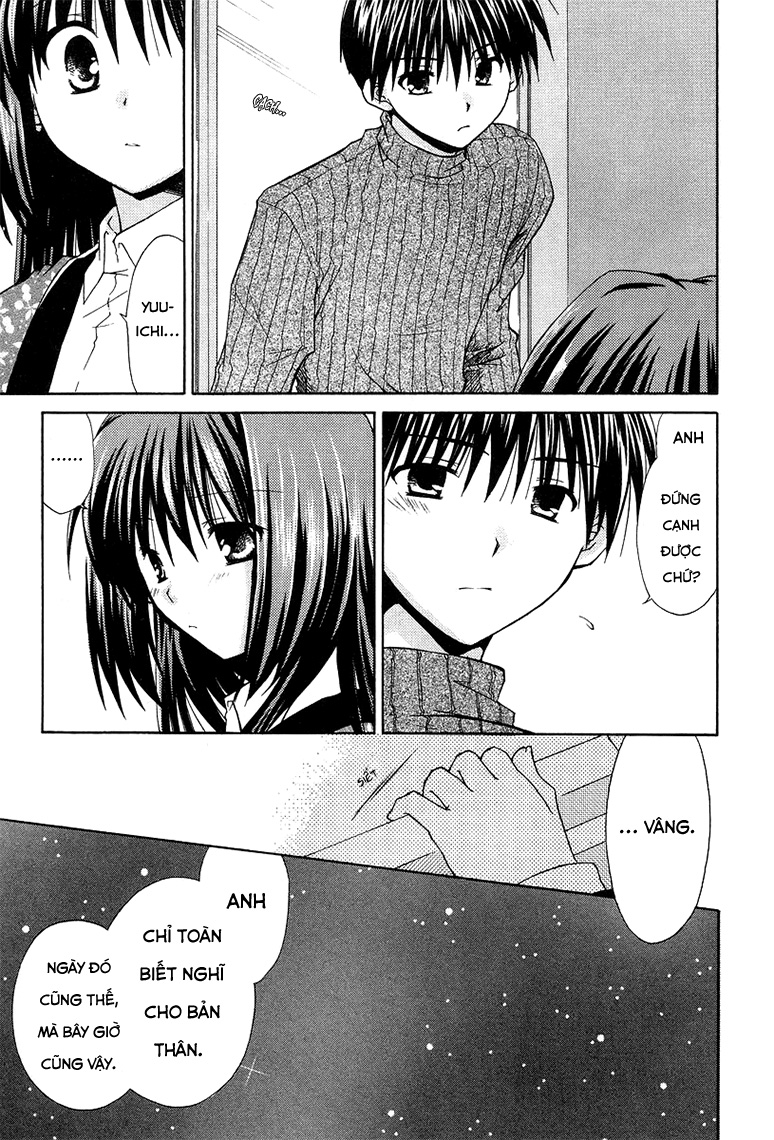 OẠCH...
YUU-
ICHI...
ANH
ĐỨNG
CẠNH
ĐƯỢC
CHỨ?
......
SIẾT
... VÂNG.
ANH
CHỈ TOÀN
BIẾT NGHĨ
CHO BẢN
THÂN.
NGÀY ĐÓ
CŨNG THẾ,
MÀ BÂY GIỜ
CŨNG VẬY.